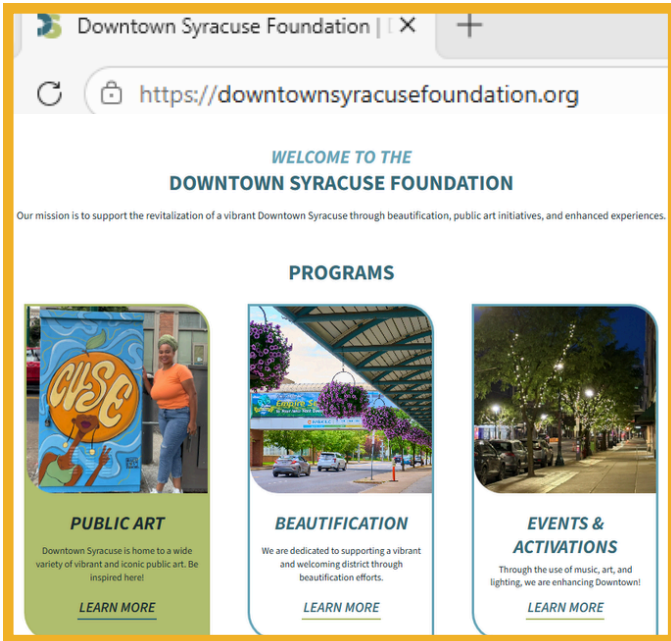 Downtown Syracuse Foundation |
https://downtownsyracusefoundation.org
WELCOME TO THE
DOWNTOWN SYRACUSE FOUNDATION
Our mission is to support the revitalization of a vibrant Downtown Syracuse through beautification, public art initiatives, and enhanced experiences.
PROGRAMS
CUSE
Empire S
PUBLIC ART
Downtown Syracuse is home to a wide
variety of vibrant and iconic public art. Be
inspired here!
LEARN MORE
BEAUTIFICATION
We are dedicated to supporting a vibrant
and welcoming district through
beautification efforts.
LEARN MORE
EVENTS &
ACTIVATIONS
Through the use of music, art, and
lighting, we are enhancing Downtown!
LEARN MORE